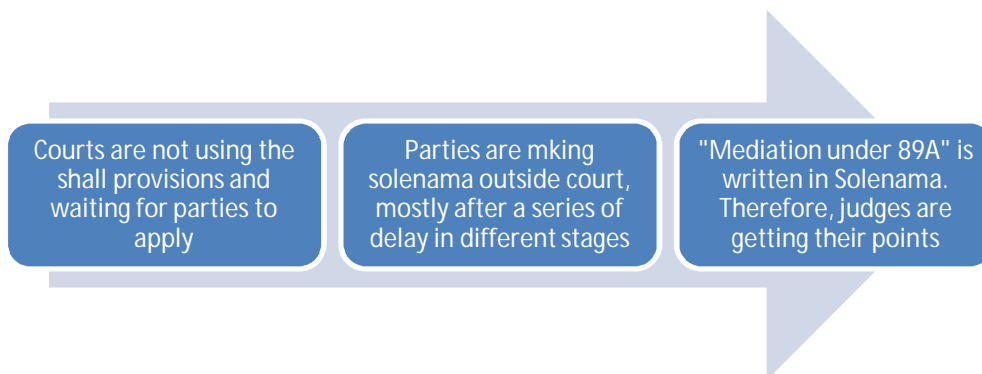 Courts are not using the
shall provisions and
waiting for parties to
apply
Parties are mking
solenama outside court,
mostly after a series of
delay in different stages
"Mediation under 89A" is
written in Solenama.
Therefore, judges are
getting their points